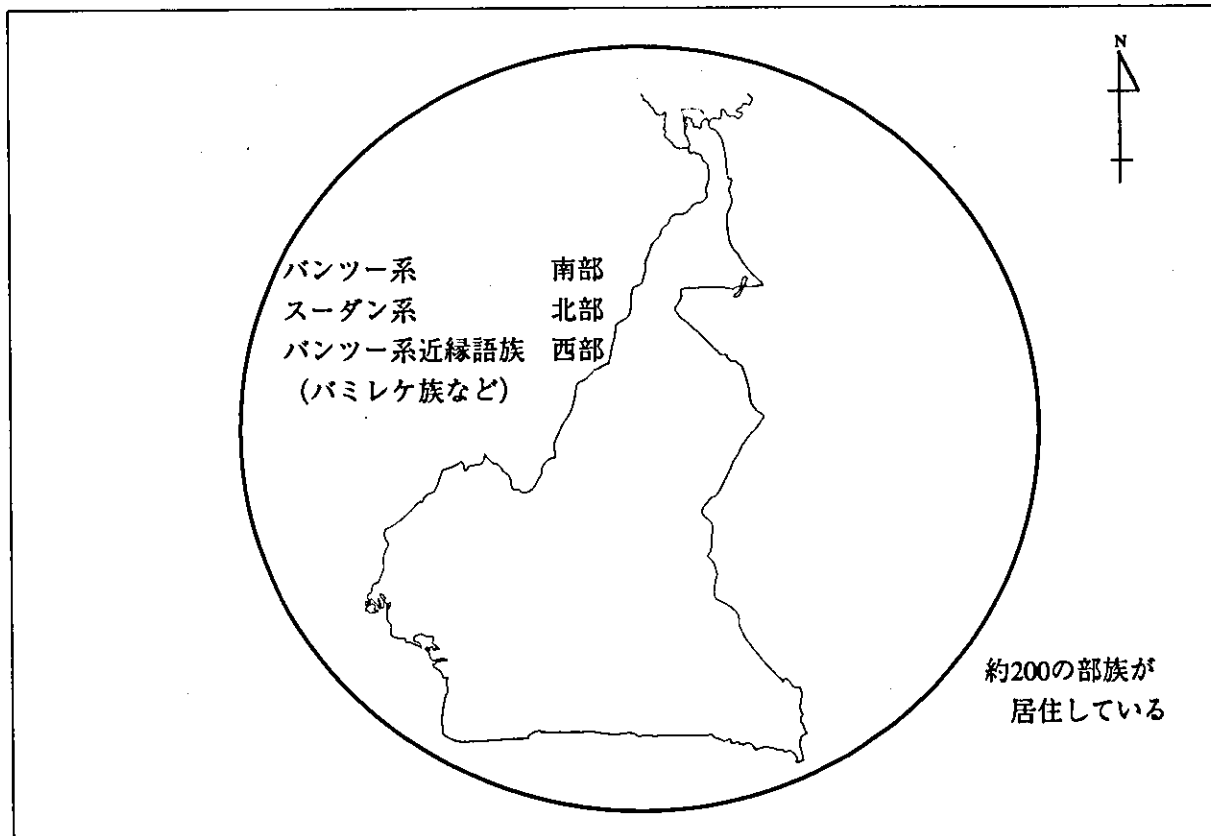 N
バンツー系 南部
スーダン系 北部
バンツー系近縁語族 西部
(バミレケ族など)
約200の部族が
居住している